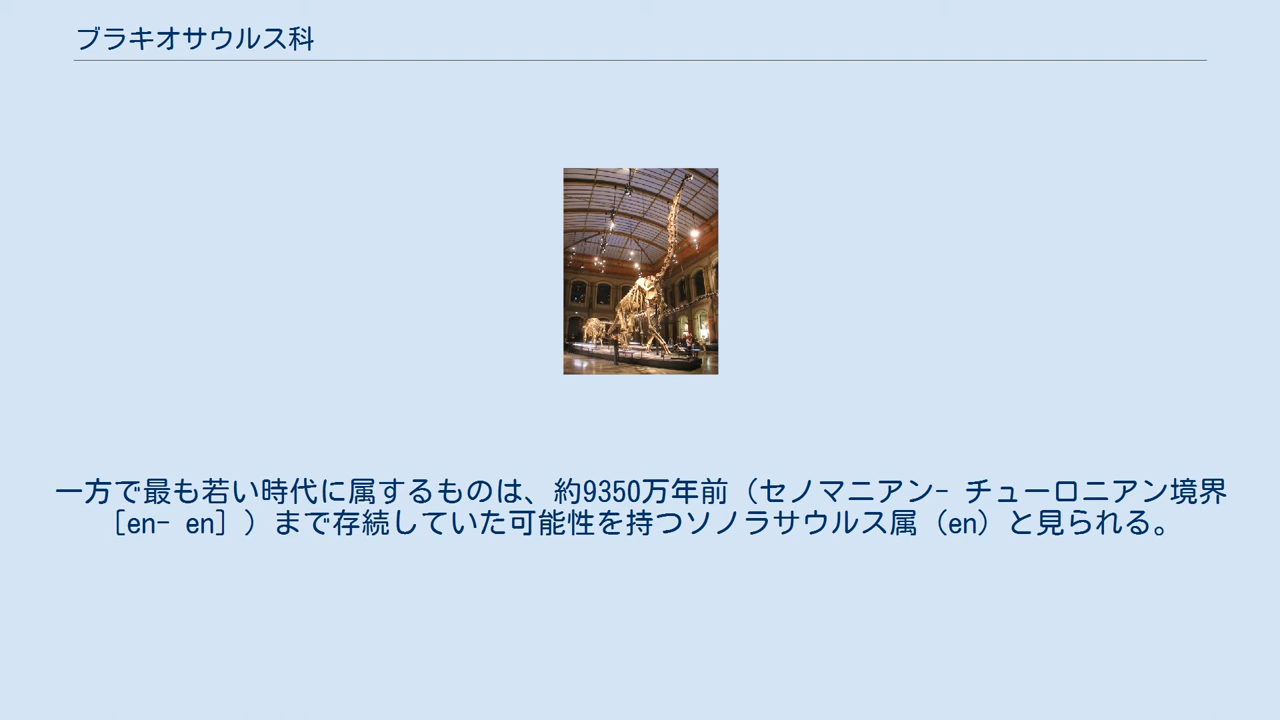 ブラキオサウルス科
一方で最も若い時代に属するものは、約9350万年前（セノマニアン- チューロニアン境界
［en- en］）まで存続していた可能性を持つソノラサウルス属（en）と見られる。